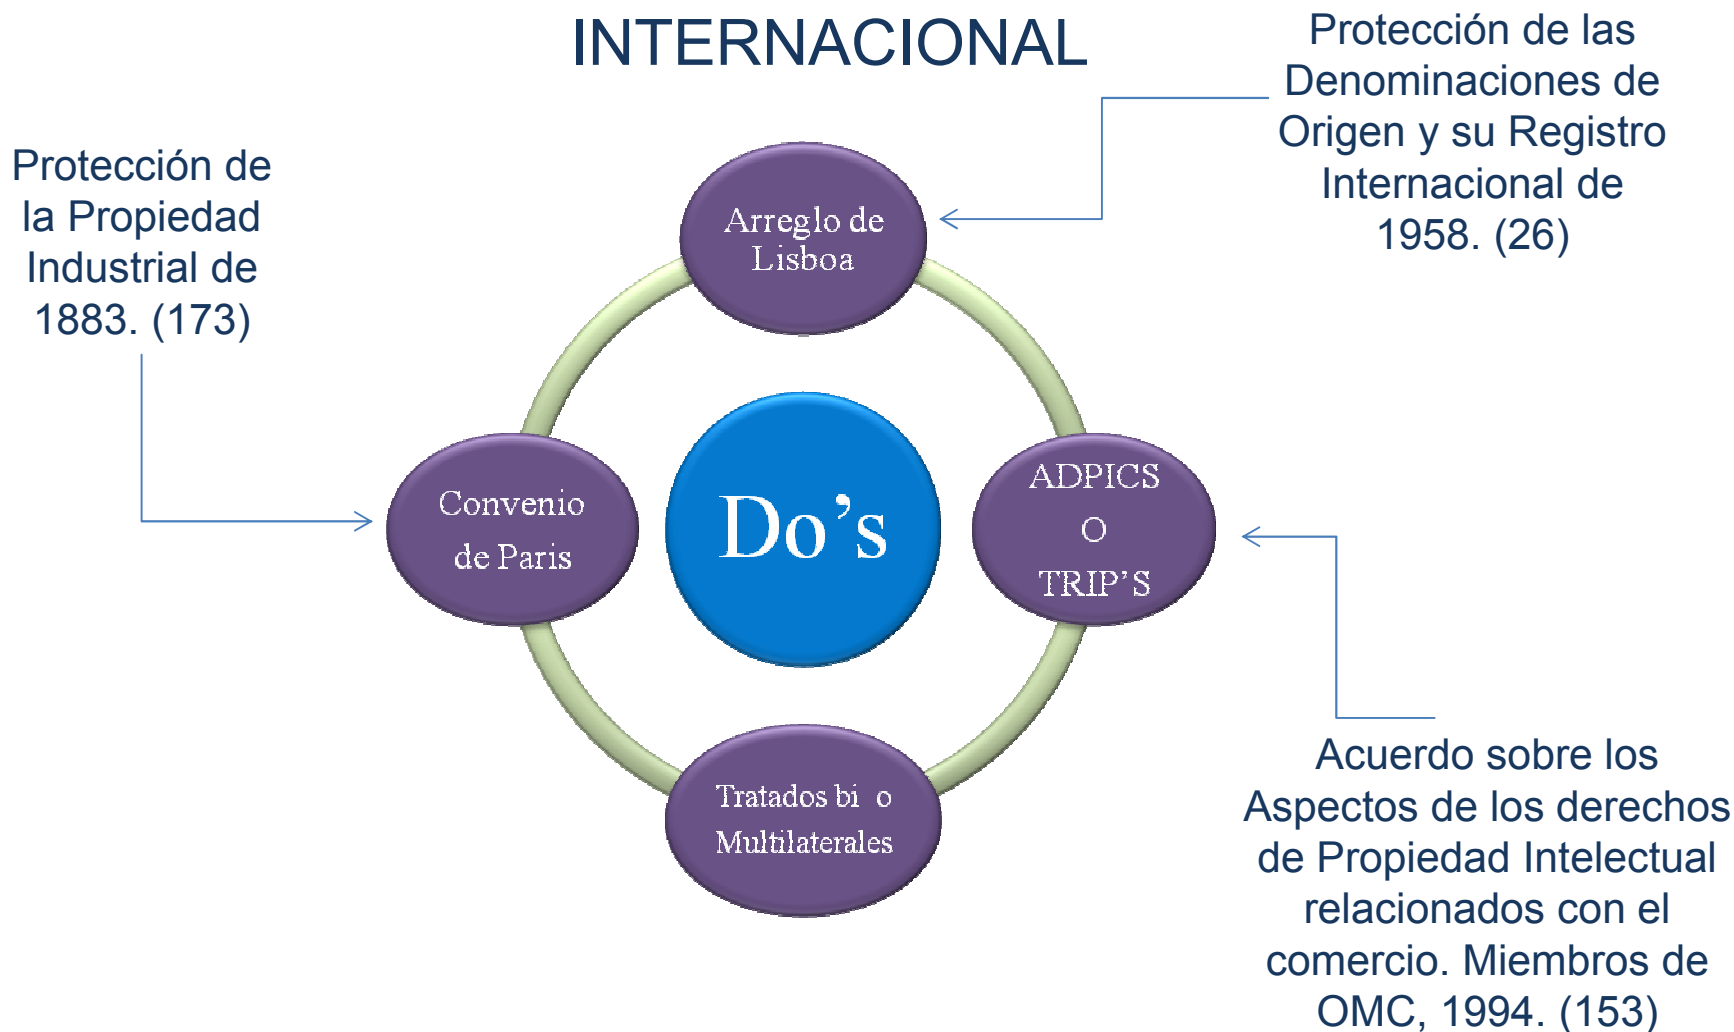 INTERNACIONAL
Protección de las
Denominaciones de
Origen y su Registro
Internacional de
1958. (26)
Protección de
la Propiedad
Industrial de
1883. (173)
Arreglo de
Lisboa
Convenio
de Paris
Do’s
ADPICS
O
TRIP’S
Tratados bi o
Multilaterales
Acuerdo sobre los
Aspectos de los derechos
de Propiedad Intelectual
relacionados con el
comercio. Miembros de
OMC, 1994. (153)